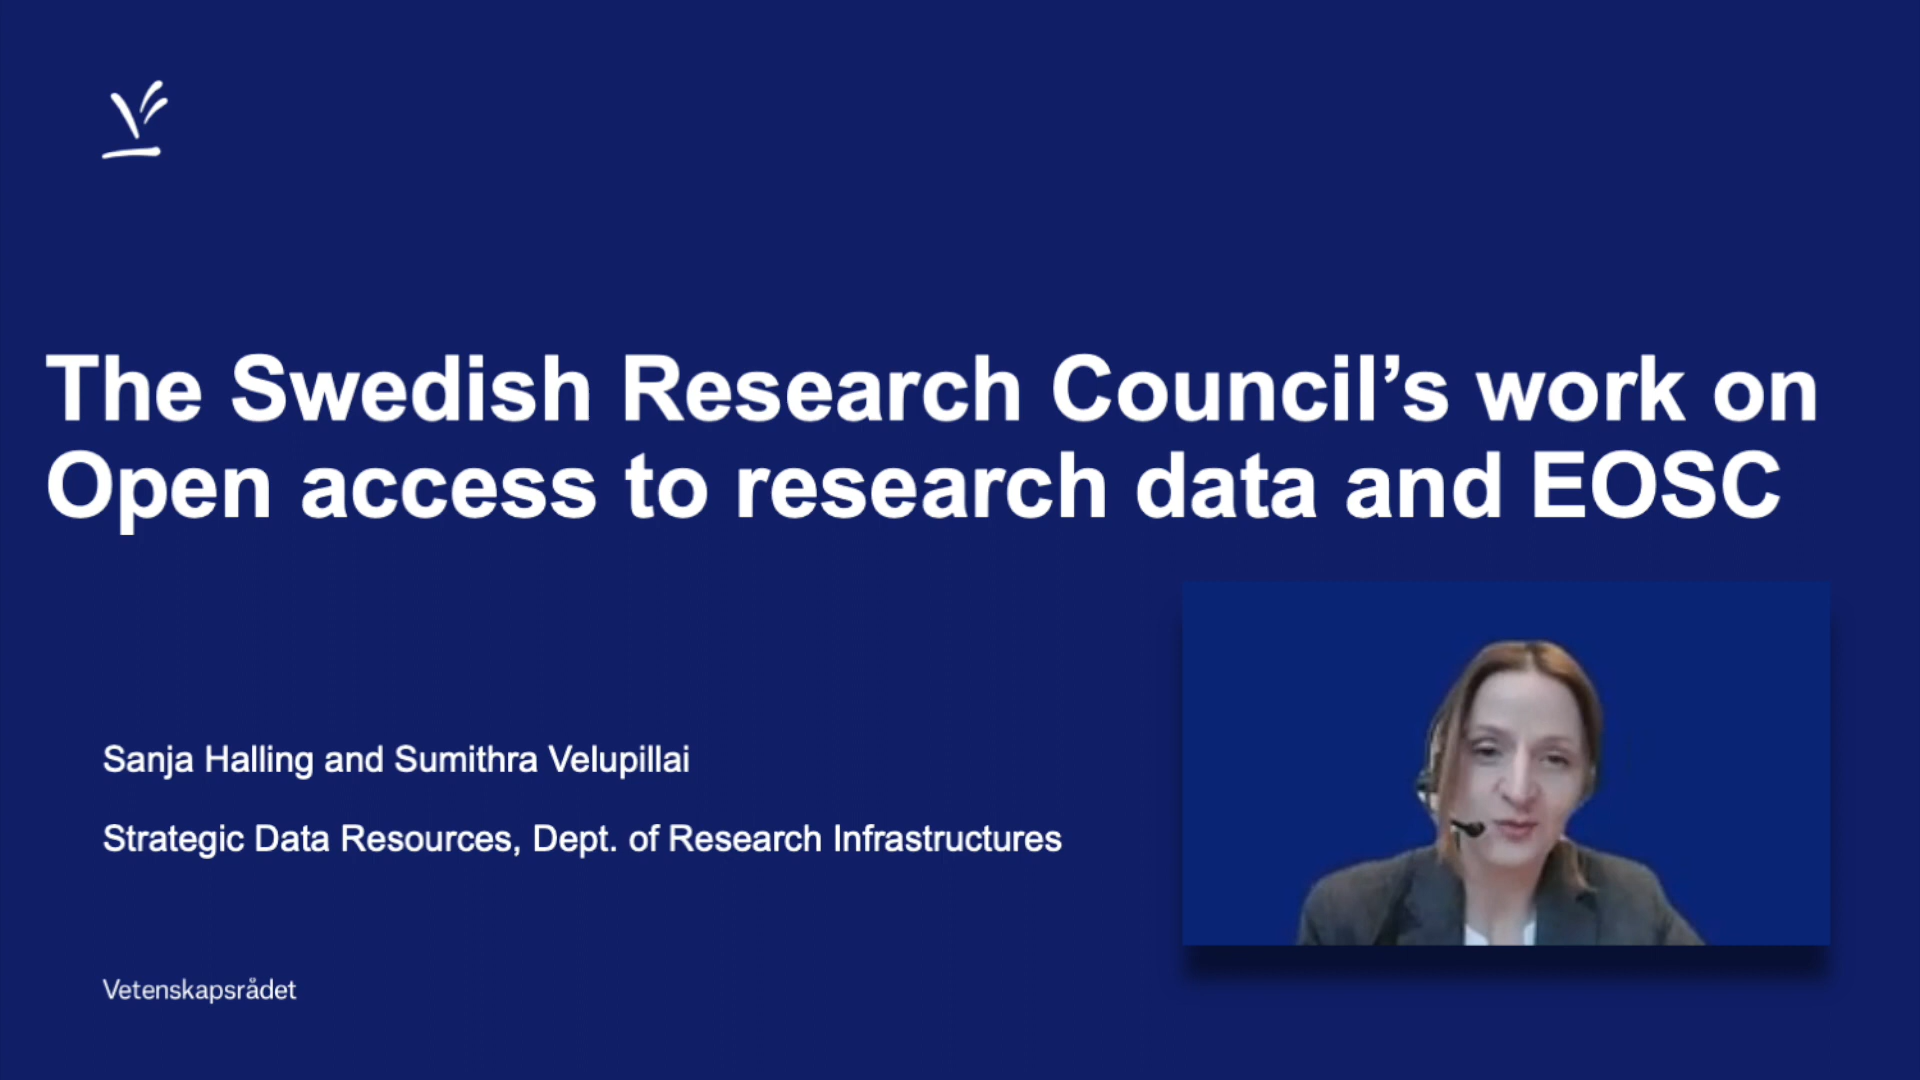 The Swedish Research Council’s work on
Open access to research data and EOSC
Sanja Halling and Sumithra Velupillai
Strategic Data Resources, Dept. of Research Infrastructures
Vetenskapsrådet